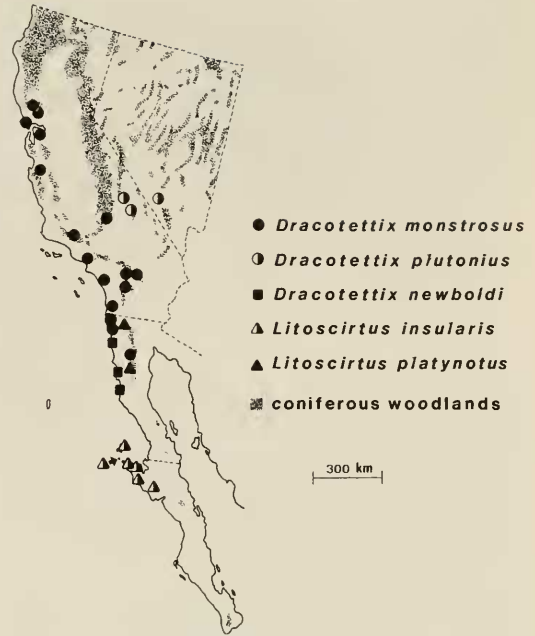 Dracotettix monstrosus
Dracotettix plutonius
Dracotettix newboldi
Litoscirtus insularis
Litoscirtus platynotus
coniferous woodlands
300 km